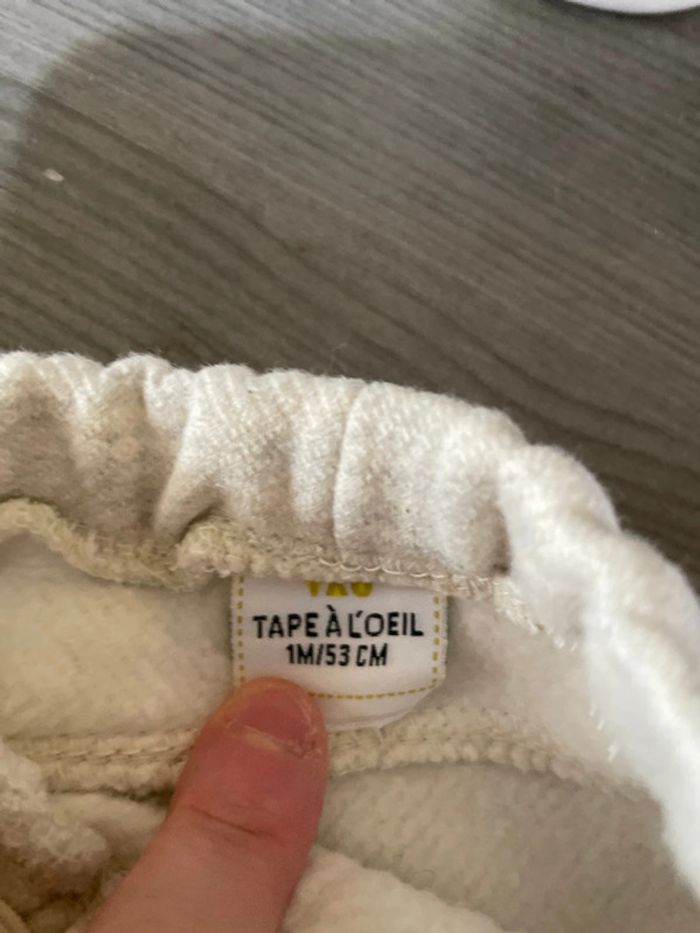 TAPE À L'OEIL
1M/53 CM